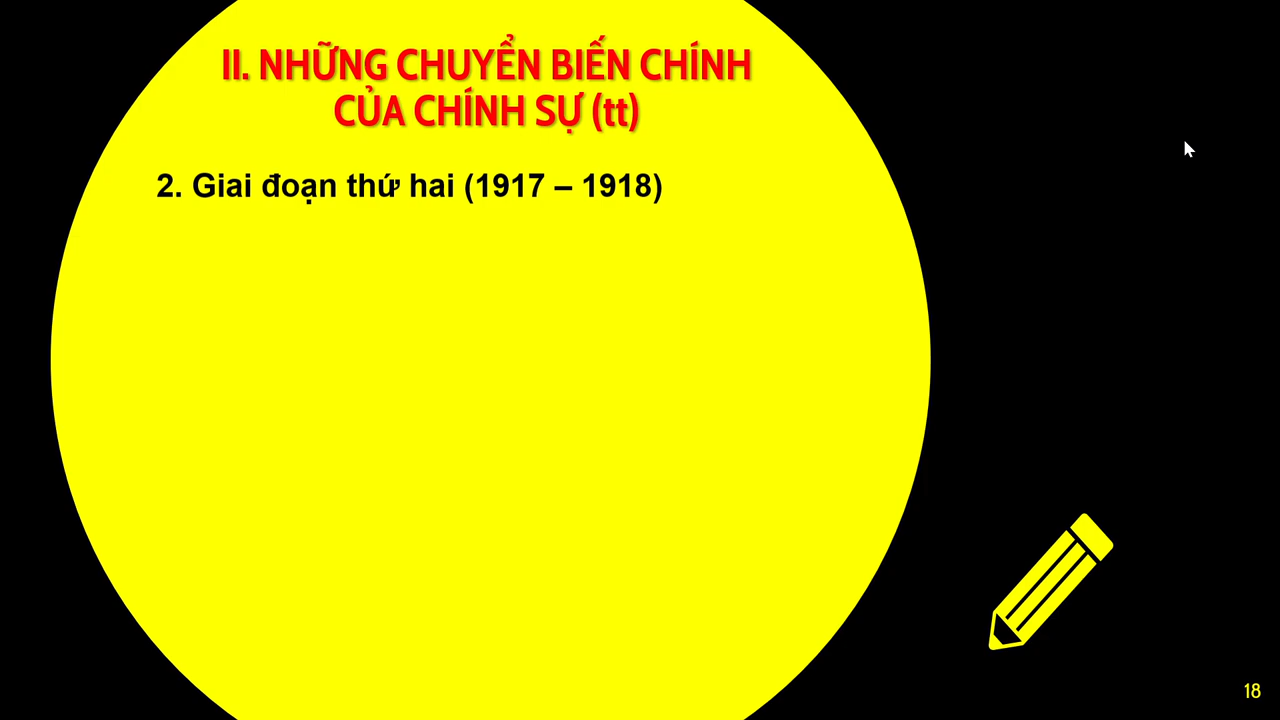 II. NHỮNG CHUYỂN BIẾN CHÍNH
CỦA CHÍNH SỰ (tt)
2. Giai đoạn thứ hai (1917 – 1918)
18